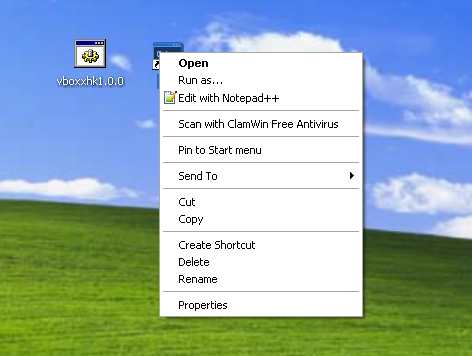 vboxxhk1.0.0
Open
Run as...
Edit with Notepad++
Scan with ClamWin Free Antivirus
Pin to Start menu
Send To
Cut
Copy
Create Shortcut
Delete
Rename
Properties